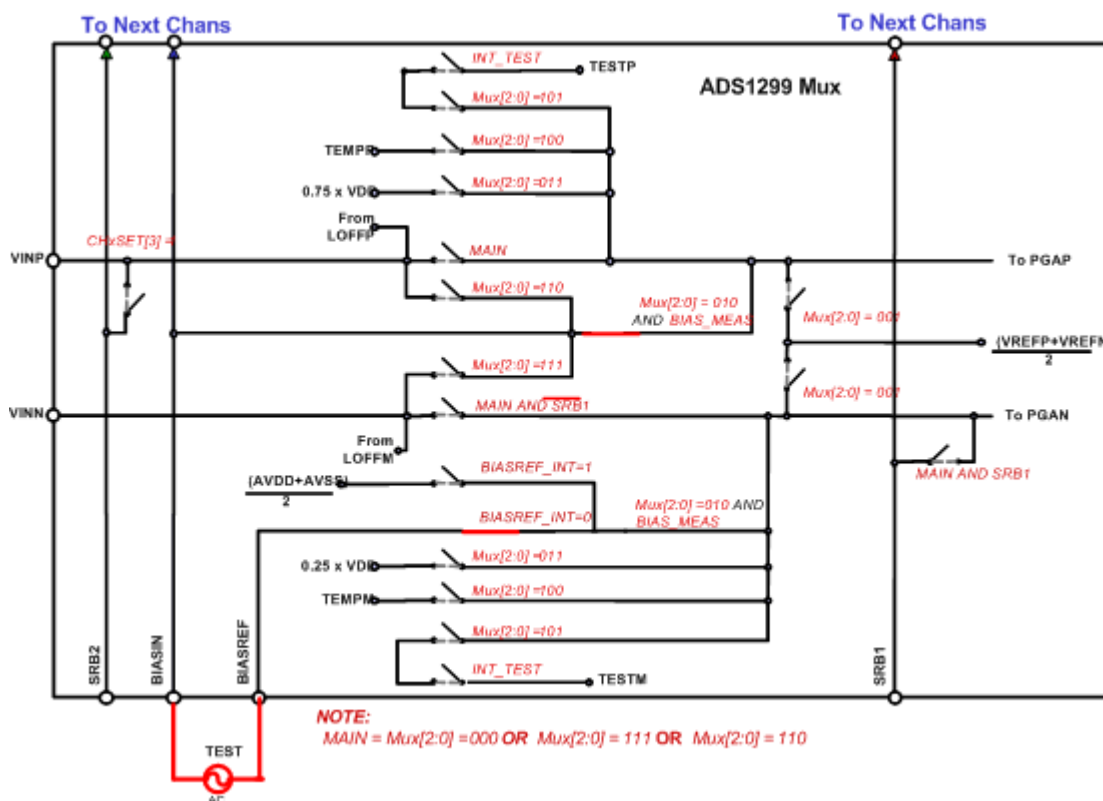 To Next Chans
To Next Chans
INT_TEST
TESTP
ADS1299 Mux
Mux[2:0] =101
TEMPP
Mux[2:0] =100
0.75 x VDD
Mux[2:0] =011
From
LOFFP
CHxSET[3] =
VINP
MAIN
To PGAP
Mux[2:0] =110
Mux[2:0] = 010
AND BIAS_MEAS
Mux[2:0] = 001
(VREFP+VREFN
2
Mux[2:0] =111
Mux[2:0] = 001
VINN
MAIN AND SRB1
To PGAN
From
LOFFM
MAIN AND SRB1
(AVDD+AVSS)
2
BIASREF_INT=1
Mux[2:0] =010 AND
BIAS_MEAS
BIASREF_INT=0
0.25 x VDD
Mux[2:0] =011
TEMPM
Mux[2:0] =100
Mux[2:0] =101
INT_TEST
TESTM
SRB2
BIASIN
BIASREF
SRB1
NOTE:
MAIN = Mux[2:0] =000 OR Mux[2:0] = 111 OR Mux[2:0] = 110
TEST